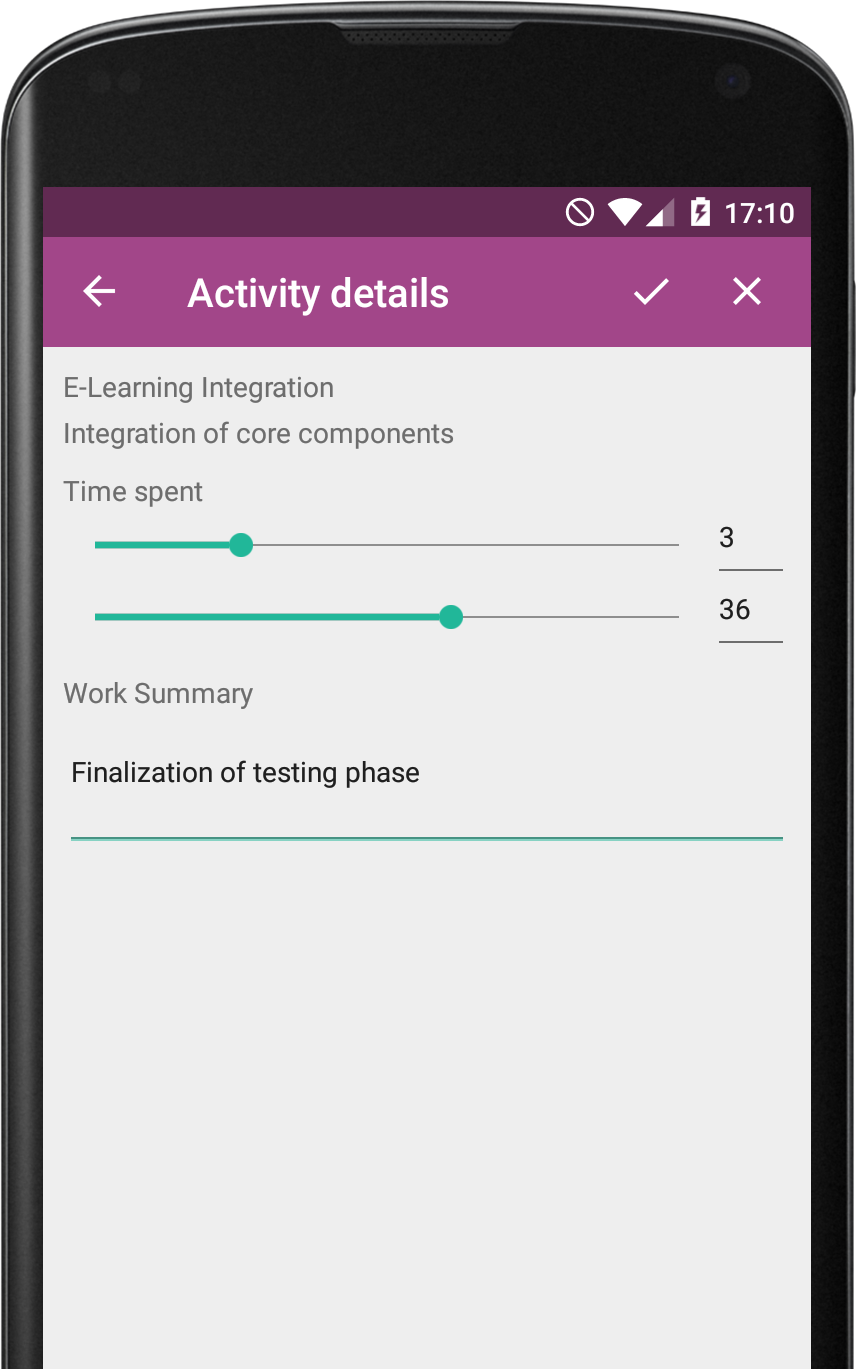 17:10
Activity details
E-Learning Integration
Integration of core components
Time spent
3
36
Work Summary
Finalization of testing phase